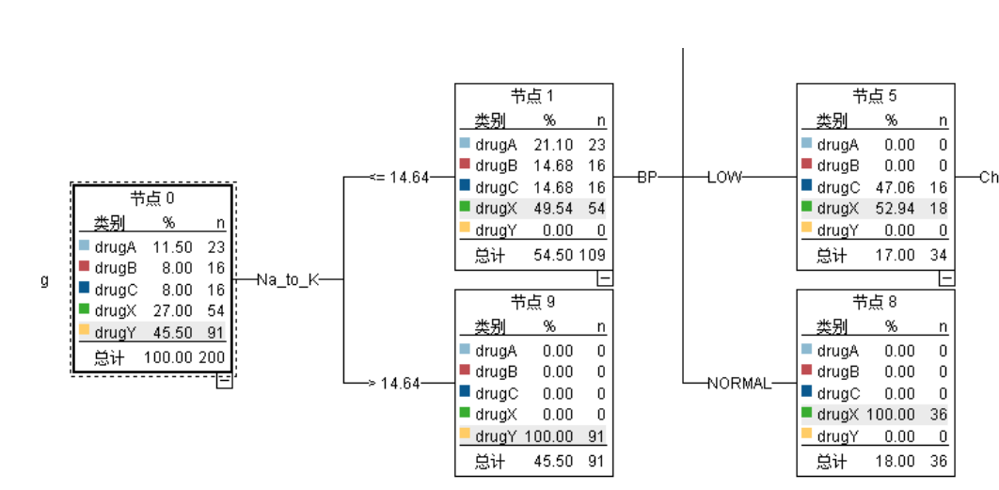 g
节点 0
类别 % n
drugA 11.50 23
drugB 8.00 16
drugC 8.00 16
drugX 27.00 54
drugY 45.50 91
总计 100.00 200
Na_to_K
<= 14.64
> 14.64
节点 1
类别 % n
drugA 21.10 23
drugB 14.68 16
drugC 14.68 16
drugX 49.54 54
drugY 0.00 0
总计 54.50 109
节点 9
类别 % n
drugA 0.00 0
drugB 0.00 0
drugC 0.00 0
drugX 0.00 0
drugY 100.00 91
总计 45.50 91
BP
LOW
NORMAL
节点 5
类别 % n
drugA 0.00 0
drugB 0.00 0
drugC 47.06 16
drugX 52.94 18
drugY 0.00 0
总计 17.00 34
Ch
节点 8
类别 % n
drugA 0.00 0
drugB 0.00 0
drugC 0.00 0
drugX 100.00 36
drugY 0.00 0
总计 18.00 36